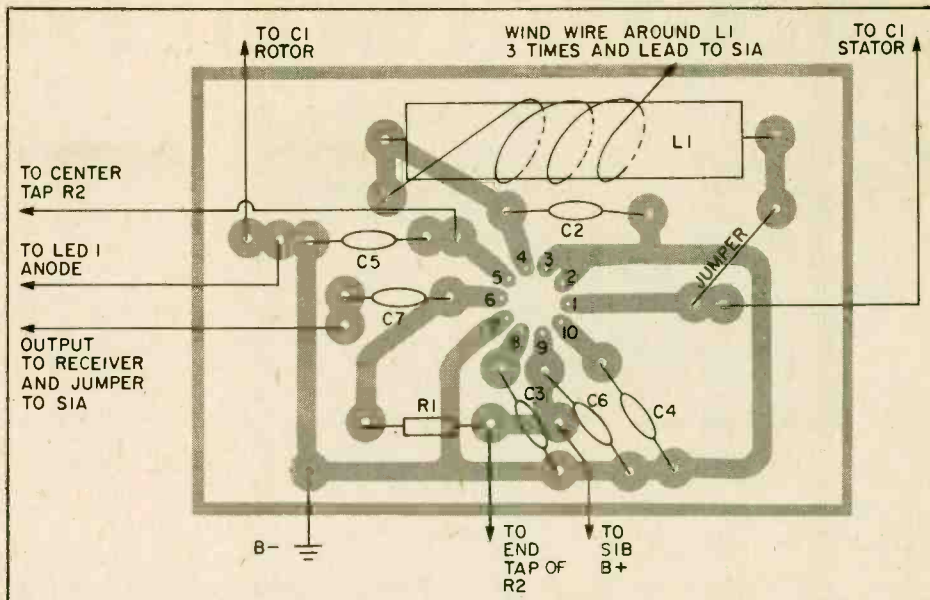 TO C1
ROTOR
WIND WIRE AROUND L1
3 TIMES AND LEAD TO S1A
TO C1
STATOR
L1
TO CENTER
TAP R2
C2
TO LED 1
ANODE
C5
JUMPER
4
3
5
2
6
1
7
8
9
10
C7
OUTPUT
TO RECEIVER
AND JUMPER
TO S1A
R1
C3
C6
C4
B-
TO
END
TAP OF
R2
TO
S1B
B+